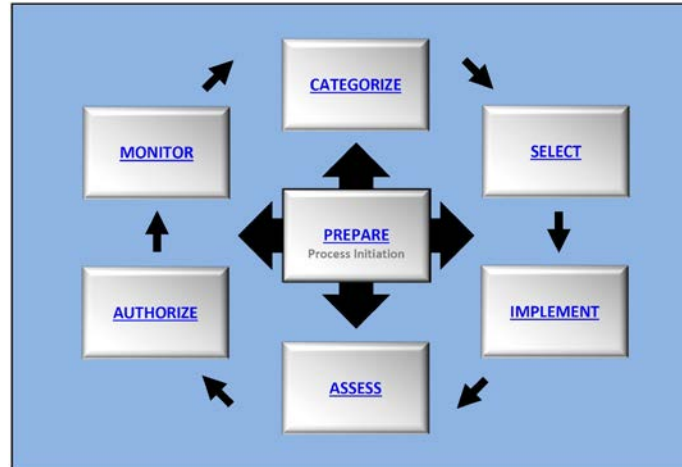 CATEGORIZE
MONITOR
SELECT
PREPARE
Process Initiation
AUTHORIZE
IMPLEMENT
ASSESS